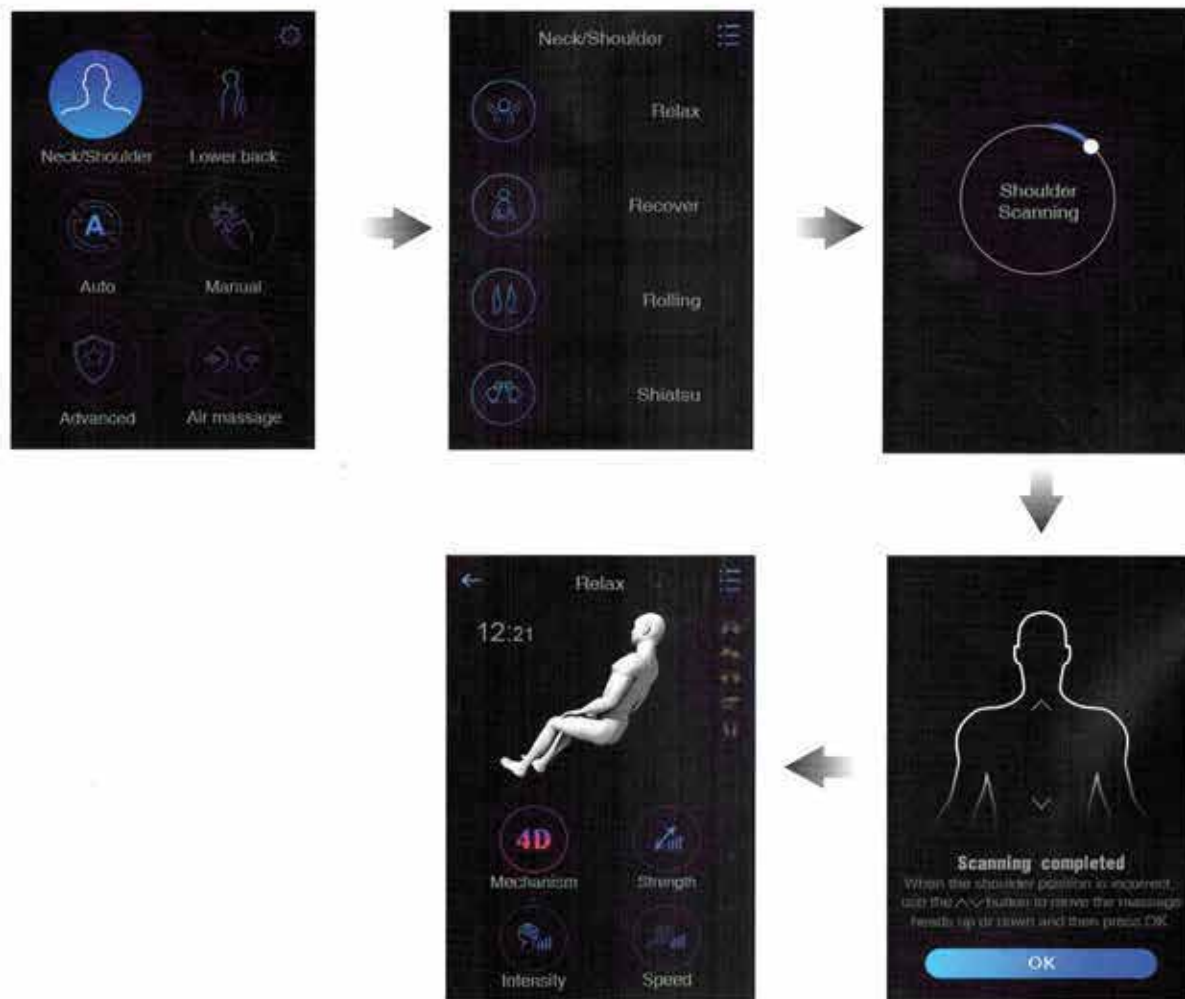 Neck/Shoulder
Lower back
A
Auto
Manual
Advanced
Air massage
Neck/Shoulder
Relax
Recover
Rolling
Shiatsu
Shoulder
Scanning
Scanning completed
When the shoulder position is incorrect,
use the ∧∨ button to move the massage
heads up or down and then press OK
OK
Relax
12:21
4D
Mechanism
Strength
Intensity
Speed